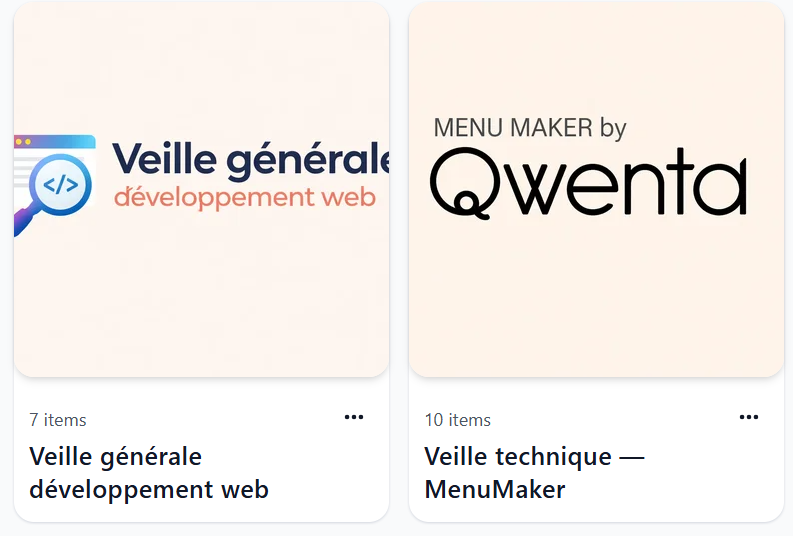 </>
Veille générale
développement web
MENU MAKER by
Qwenta
7 items
Veille générale
développement web
10 items
Veille technique —
MenuMaker